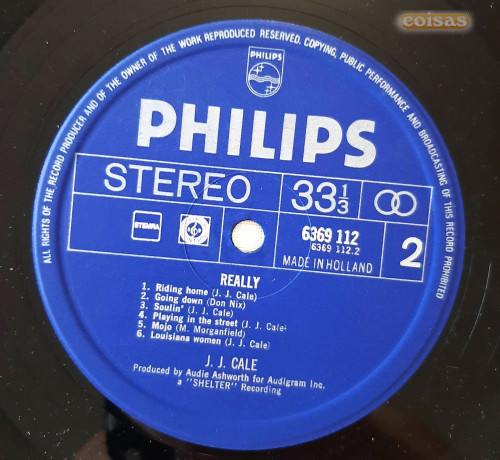 coisas
ALL RIGHTS OF THE RECORD PRODUCER AND OF THE OWNER OF THE WORK REPRODUCED RESERVED. COPYING, PUBLIC PERFORMANCE AND BROADCASTING OF THIS RECORD PROHIBITED
PHILIPS
PHILIPS
STEREO 33 1/3
STEMRA
6369 112
6369 112.2
MADE IN HOLLAND
2
REALLY
1. Riding home (J. J. Cale)
2. Going down (Don Nix)
3. Soulin' (J. J. Cale)
4. Playing in the street (J. J. Cale)
5. Mojo (M. Morganfield)
6. Louisiana women (J. J. Cale)
J. J. CALE
Produced by Audie Ashworth for Audigram Inc.
a "SHELTER" Recording